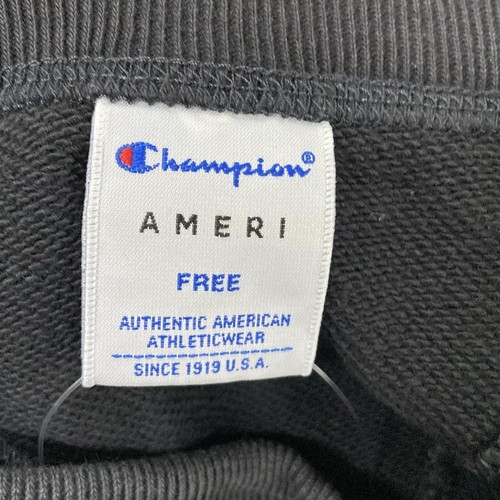 Champion®
AMERI
FREE
AUTHENTIC AMERICAN
ATHLETICWEAR
SINCE 1919 U.S.A.